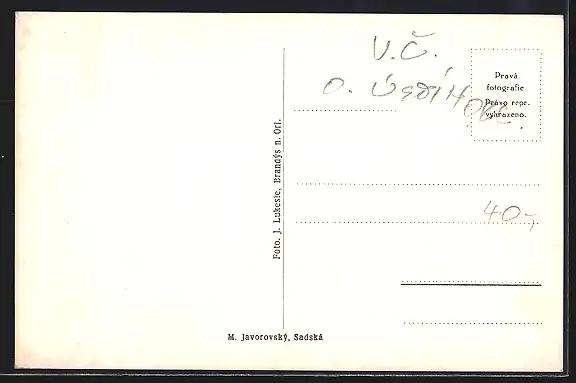 V.Č.
O.
Pravá
fotografie
Právo repr.
vyhrazeno.
Foto. J. Lukesle, Brandýs n. Orl.
40,-
M. Javorovský, Sadská